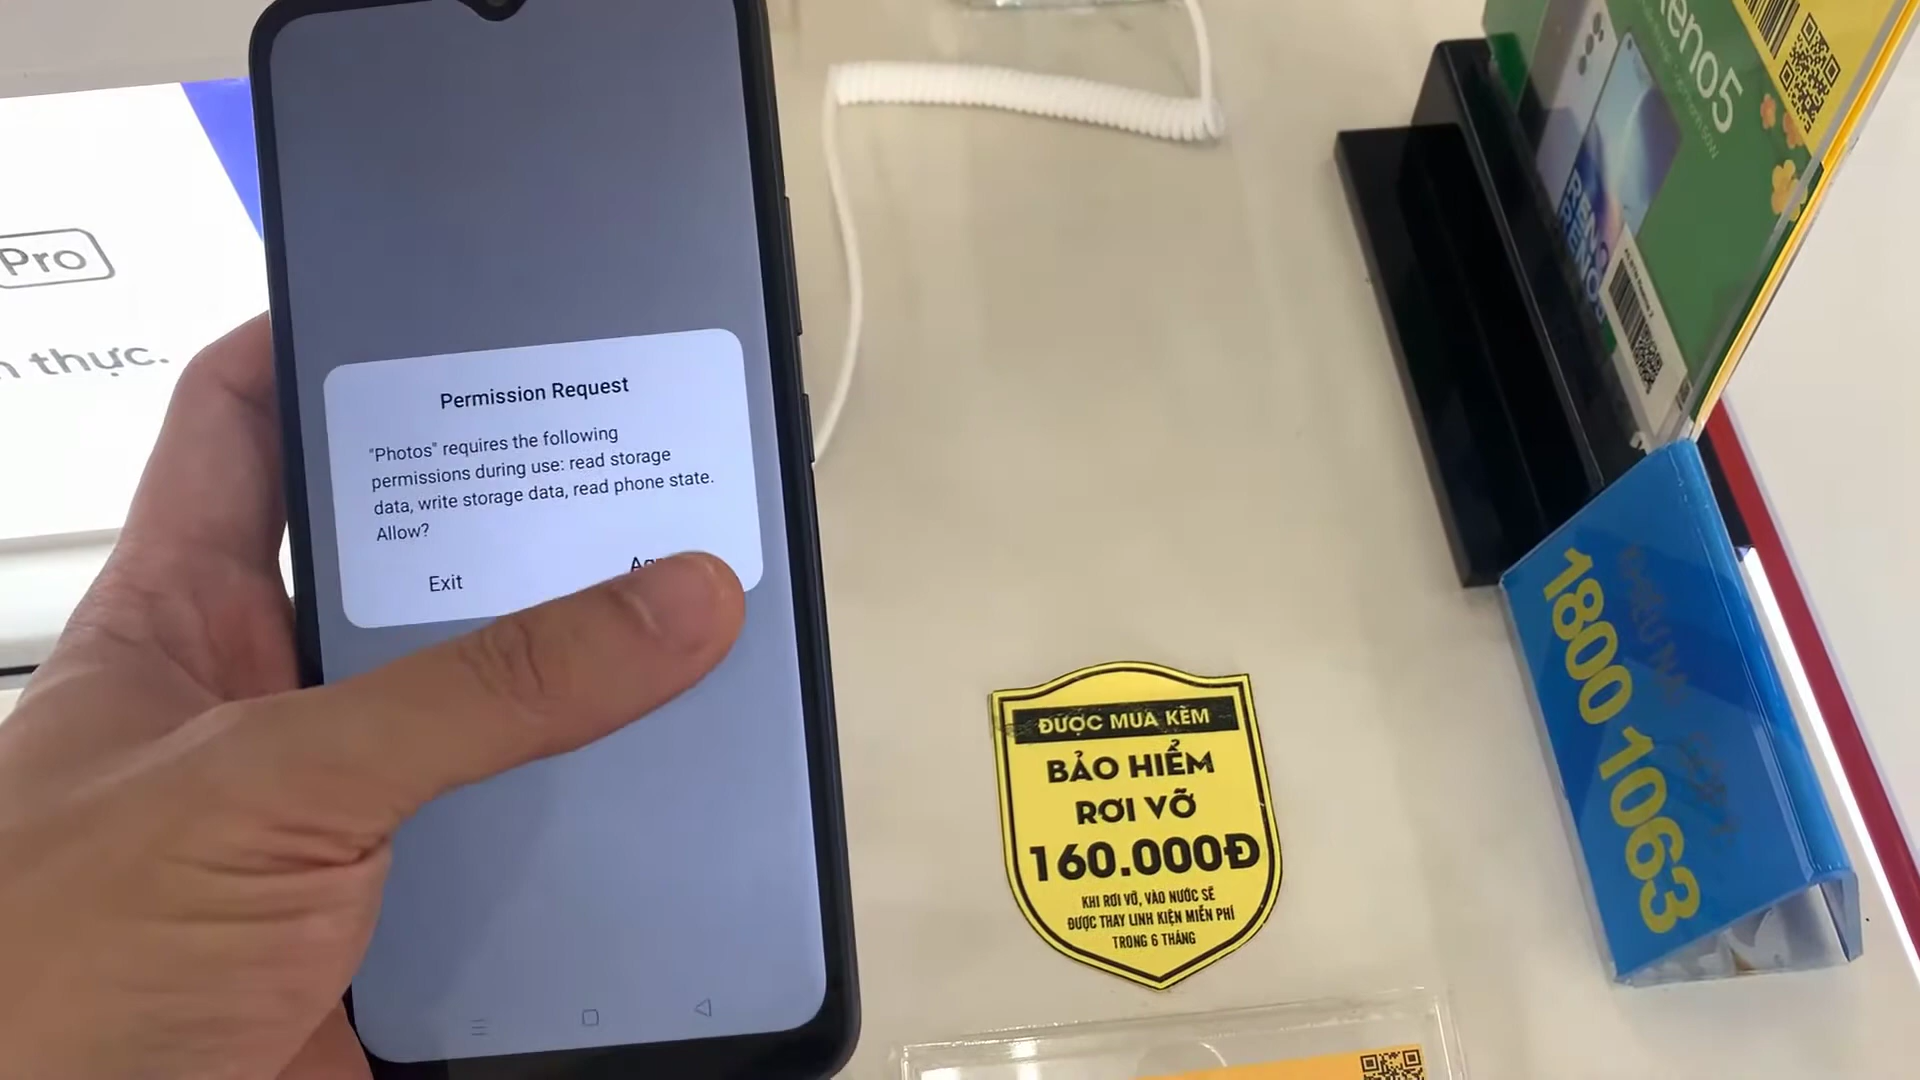 Pro
thực.
Permission Request
"Photos" requires the following
permissions during use: read storage
data, write storage data, read phone state.
Allow?
Exit
ĐƯỢC MUA KÈM
BẢO HIỂM
RƠI VỠ
160.000Đ
KHI RƠI VỠ, VÀO NƯỚC SẼ
ĐƯỢC THAY LINH KIỆN MIỄN PHÍ
TRONG 6 THÁNG
Reno5
1800 1063